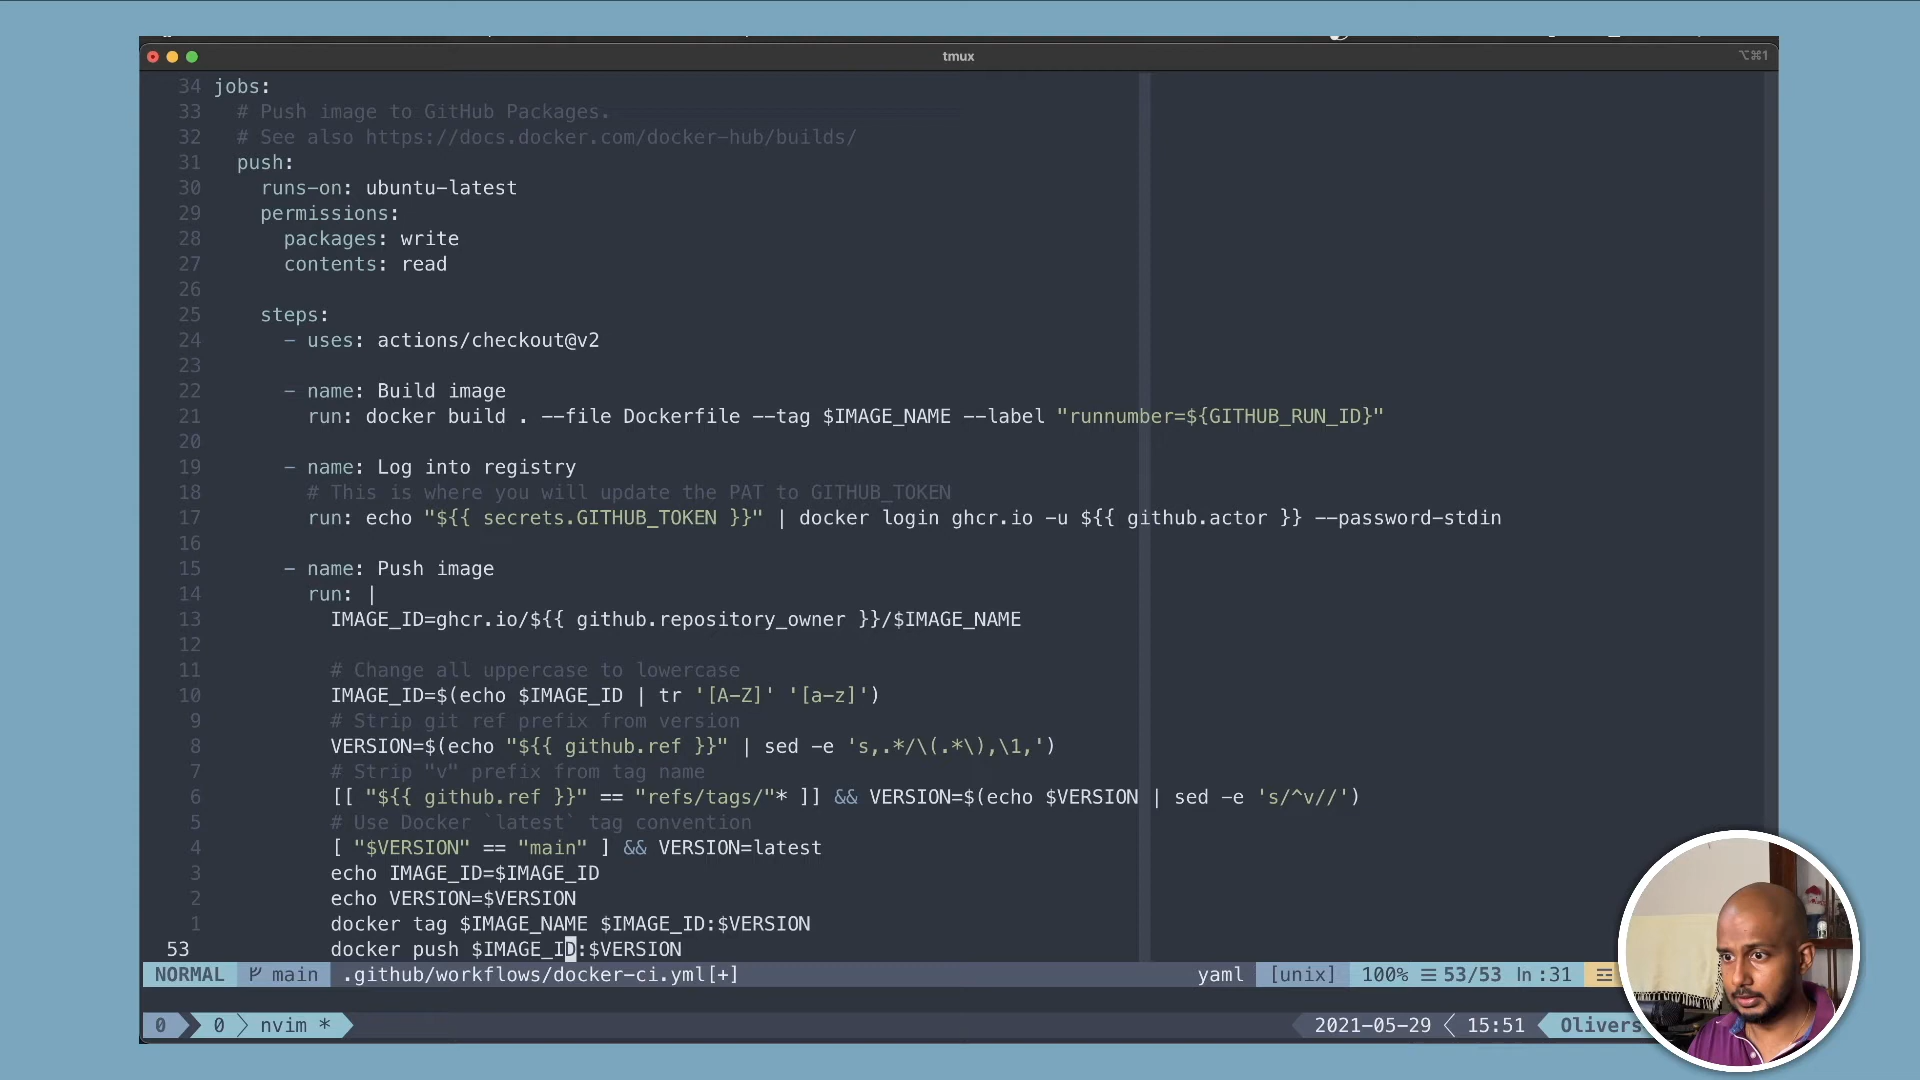 tmux
⌥⌘1
34 jobs:
33 # Push image to GitHub Packages.
32 # See also https://docs.docker.com/docker-hub/builds/
31 push:
30 runs-on: ubuntu-latest
29 permissions:
28 packages: write
27 contents: read
26
25 steps:
24 - uses: actions/checkout@v2
23
22 - name: Build image
21 run: docker build . --file Dockerfile --tag $IMAGE_NAME --label "runnumber=${GITHUB_RUN_ID}"
20
19 - name: Log into registry
18 # This is where you will update the PAT to GITHUB_TOKEN
17 run: echo "${{ secrets.GITHUB_TOKEN }}" | docker login ghcr.io -u ${{ github.actor }} --password-stdin
16
15 - name: Push image
14 run: |
13 IMAGE_ID=ghcr.io/${{ github.repository_owner }}/$IMAGE_NAME
12
11 # Change all uppercase to lowercase
10 IMAGE_ID=$(echo $IMAGE_ID | tr '[A-Z]' '[a-z]')
9 # Strip git ref prefix from version
8 VERSION=$(echo "${{ github.ref }}" | sed -e 's,.*/\(.*\),\1,')
7 # Strip "v" prefix from tag name
6 [[ "${{ github.ref }}" == "refs/tags/"* ]] && VERSION=$(echo $VERSION | sed -e 's/^v//')
5 # Use Docker `latest` tag convention
4 [ "$VERSION" == "main" ] && VERSION=latest
3 echo IMAGE_ID=$IMAGE_ID
2 echo VERSION=$VERSION
1 docker tag $IMAGE_NAME $IMAGE_ID:$VERSION
53 docker push $IMAGE_ID:$VERSION
NORMAL main .github/workflows/docker-ci.yml[+] yaml [unix] 100% ☰ 53/53 ln :31
0 0 nvim * 2021-05-29 15:51 Olivers